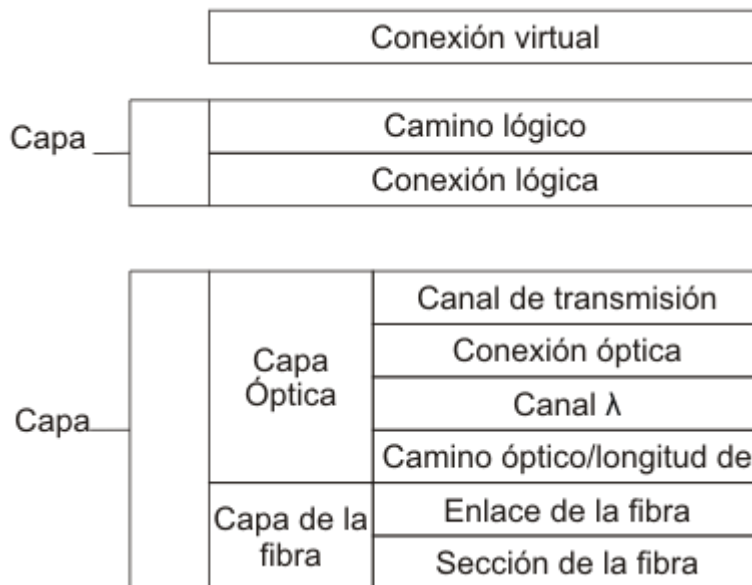 Conexión virtual
Capa
Camino lógico
Conexión lógica
Capa
Capa
Óptica
Canal de transmisión
Conexión óptica
Canal λ
Camino óptico/longitud de
Capa de la
fibra
Enlace de la fibra
Sección de la fibra